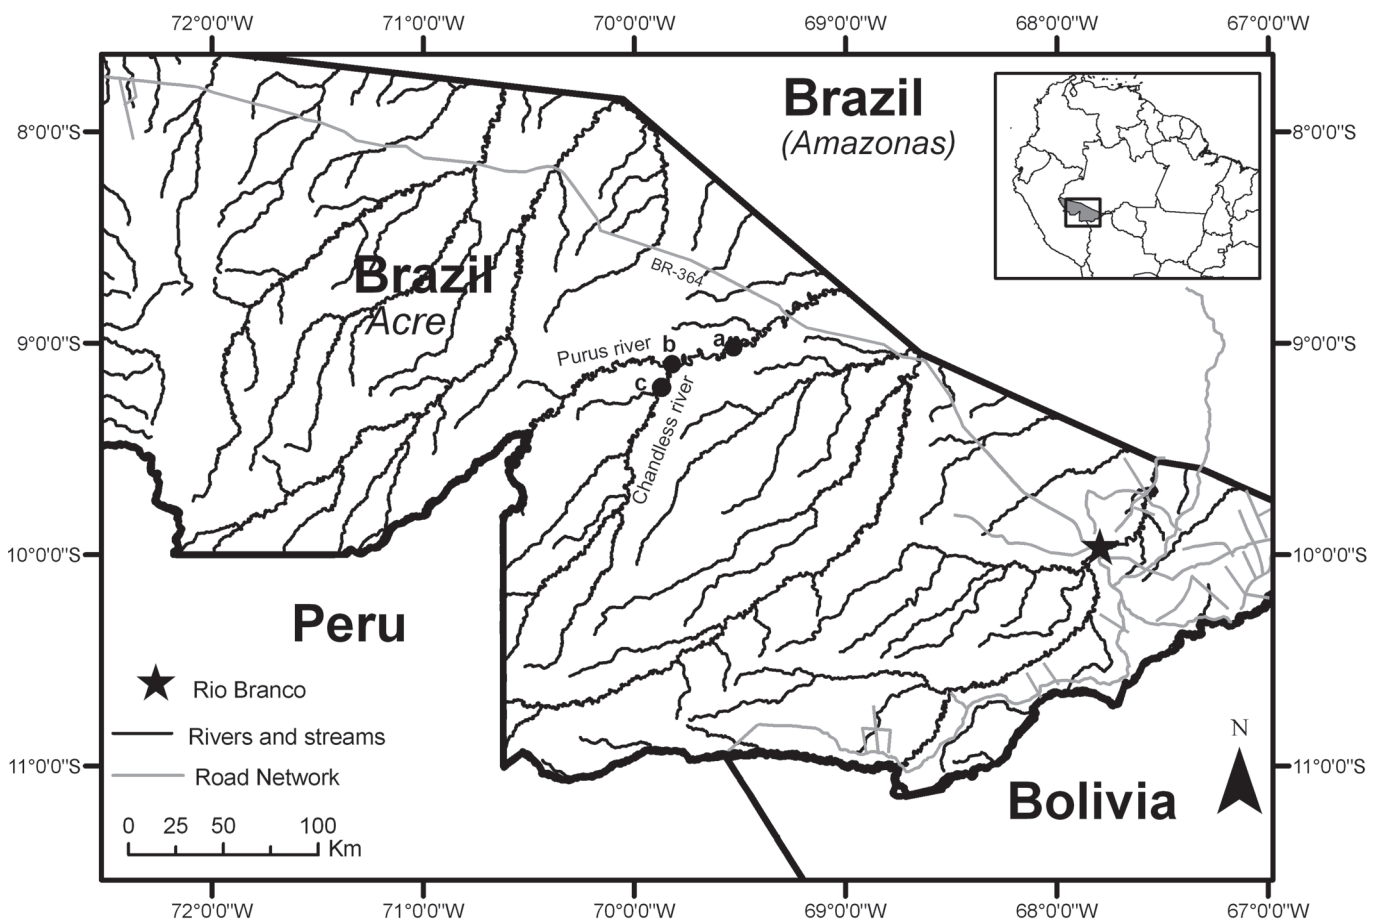 72°0'0"W 71°0'0"W 70°0'0"W 69°0'0"W 68°0'0"W 67°0'0"W
Brazil
(Amazonas)
8°0'0"S 8°0'0"S
BR-364
Brazil
Acre
9°0'0"S 9°0'0"S
Purus river
b
a
c
Chandless river
10°0'0"S 10°0'0"S
Peru
Rio Branco
Rivers and streams
Road Network
N
11°0'0"S 11°0'0"S
Bolivia
0 25 50 100
Km
72°0'0"W 71°0'0"W 70°0'0"W 69°0'0"W 68°0'0"W 67°0'0"W